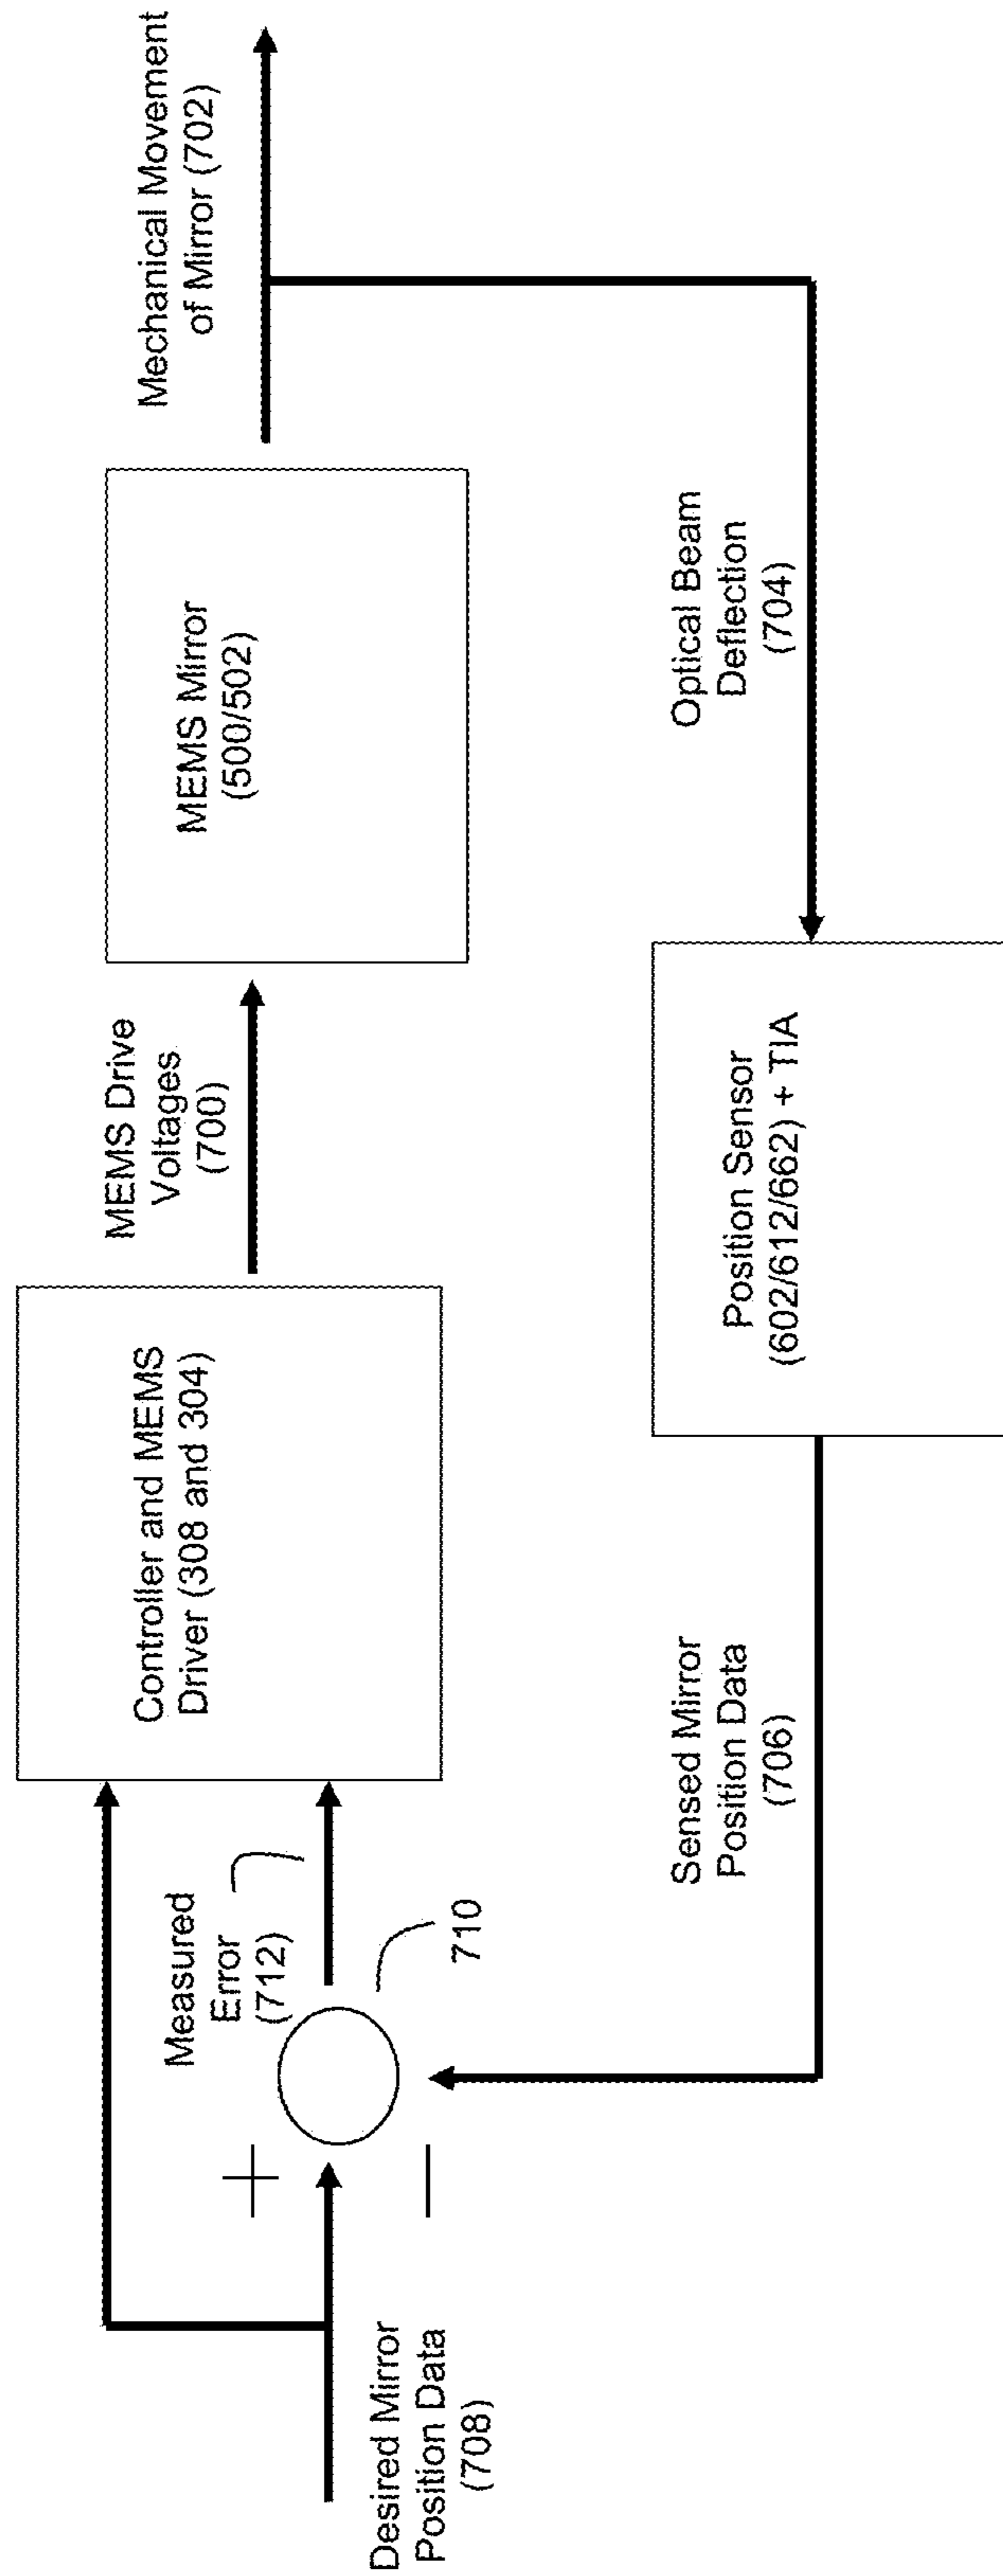 Desired Mirror
Position Data
(708)
Measured
Error
(712)
+
−
710
Controller and MEMS
Driver (308 and 304)
MEMS Drive
Voltages
(700)
MEMS Mirror
(500/502)
Mechanical Movement
of Mirror (702)
Optical Beam
Deflection
(704)
Position Sensor
(602/612/662) + TIA
Sensed Mirror
Position Data
(706)